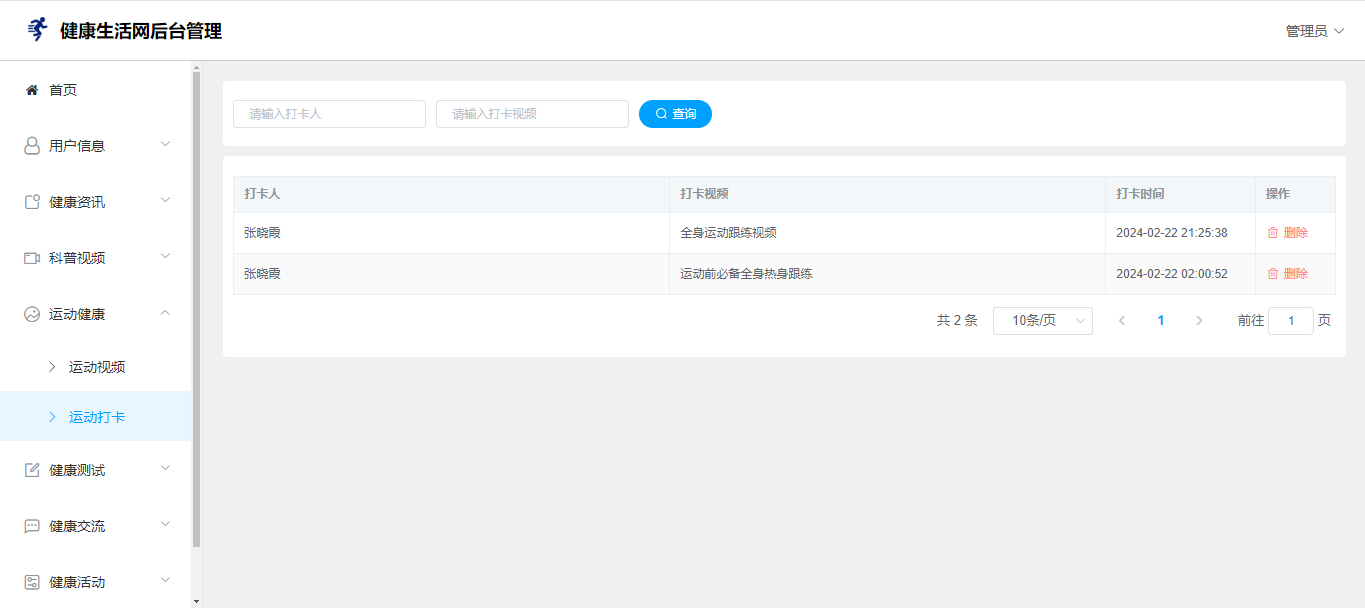 健康生活网后台管理
管理员
首页
用户信息
健康资讯
科普视频
运动健康
运动视频
运动打卡
健康测试
健康交流
健康活动
请输入打卡人 请输入打卡视频 查询
打卡人 打卡视频 打卡时间 操作
张晓霞 全身运动跟练视频 2024-02-22 21:25:38 删除
张晓霞 运动前必备全身热身跟练 2024-02-22 02:00:52 删除
共 2 条 10条/页 1 前往 1 页